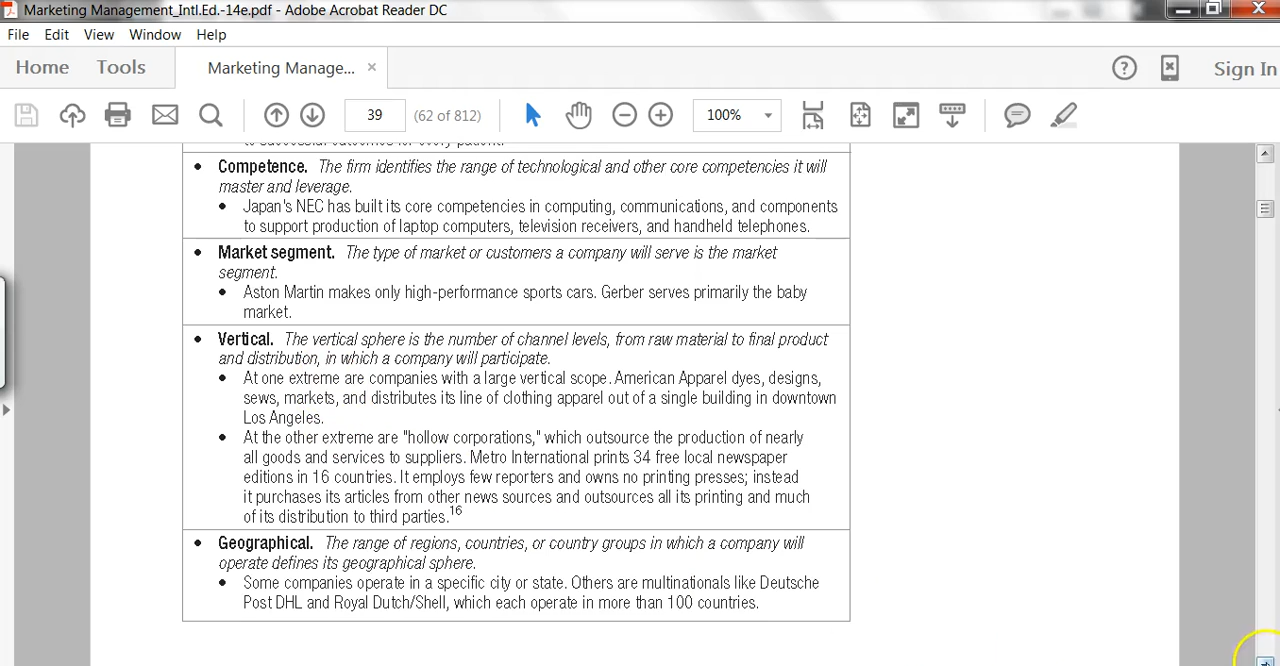 Marketing Management_Intl.Ed.-14e.pdf - Adobe Acrobat Reader DC
File Edit View Window Help
Home Tools Marketing Manage... × Sign In
39 (62 of 812) 100%
to successful outcomes for every patient.
• Competence. The firm identifies the range of technological and other core competencies it will
master and leverage.
• Japan's NEC has built its core competencies in computing, communications, and components
to support production of laptop computers, television receivers, and handheld telephones.
• Market segment. The type of market or customers a company will serve is the market
segment.
• Aston Martin makes only high-performance sports cars. Gerber serves primarily the baby
market.
• Vertical. The vertical sphere is the number of channel levels, from raw material to final product
and distribution, in which a company will participate.
• At one extreme are companies with a large vertical scope. American Apparel dyes, designs,
sews, markets, and distributes its line of clothing apparel out of a single building in downtown
Los Angeles.
• At the other extreme are "hollow corporations," which outsource the production of nearly
all goods and services to suppliers. Metro International prints 34 free local newspaper
editions in 16 countries. It employs few reporters and owns no printing presses; instead
it purchases its articles from other news sources and outsources all its printing and much
of its distribution to third parties.16
• Geographical. The range of regions, countries, or country groups in which a company will
operate defines its geographical sphere.
• Some companies operate in a specific city or state. Others are multinationals like Deutsche
Post DHL and Royal Dutch/Shell, which each operate in more than 100 countries.